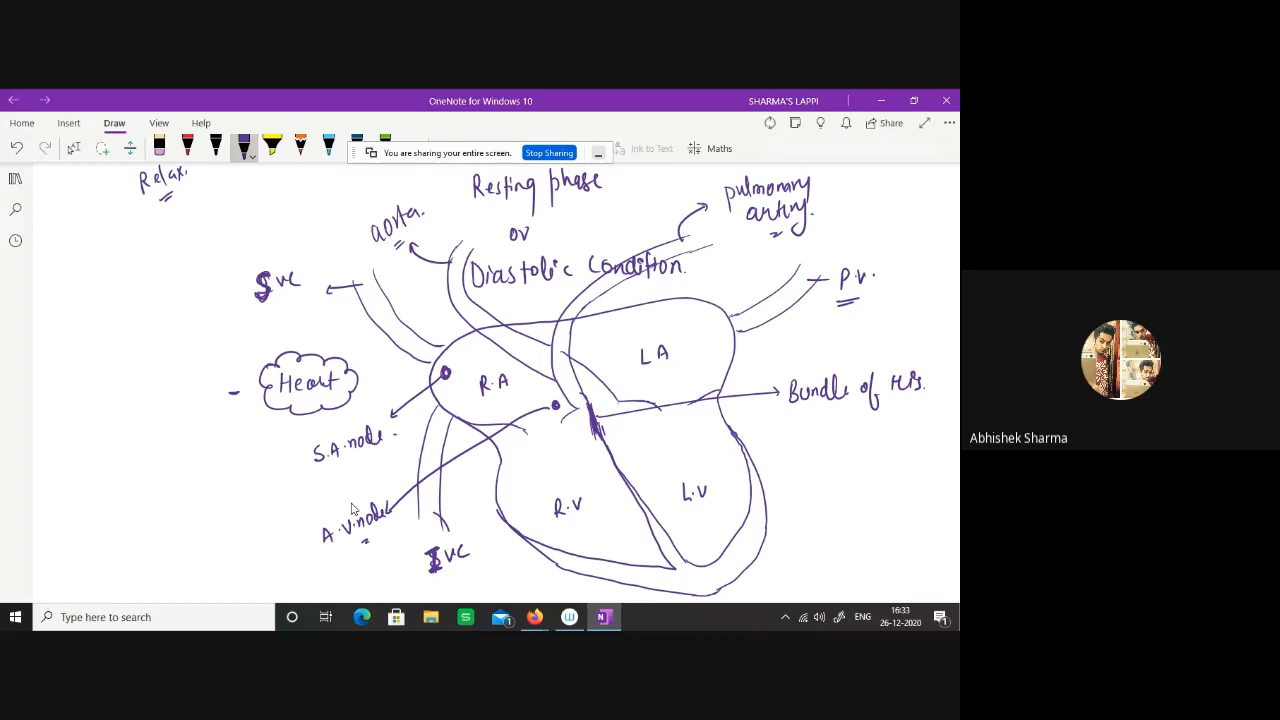 OneNote for Windows 10
SHARMA'S LAPPI
Home
Insert
Draw
View
Help
Share
You are sharing your entire screen.
Stop Sharing
Ink to Text
Maths
Relax.
Resting phase
or
Diastolic Condition.
aorta.
pulmonary
artery.
SVC
P.V.
Heart
R.A
LA
Bundle of His.
S.A.node.
A.V.node
IVC
R.V
L.V
Abhishek Sharma
Type here to search
1
ENG
16:33
26-12-2020
1